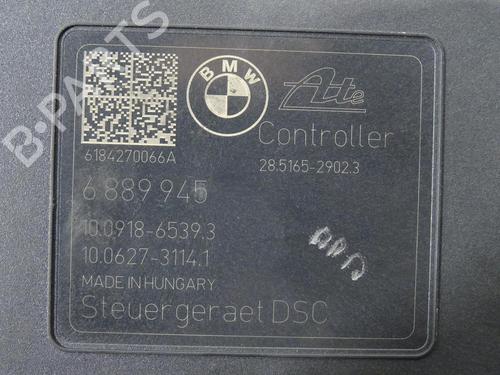 BMW
Ate
Controller
6184270066A
28.5165-2902.3
6 889 945
10.0918-6539.3
10.0627-3114.1
MADE IN HUNGARY
Steuergeraet DSC
B-PARTS